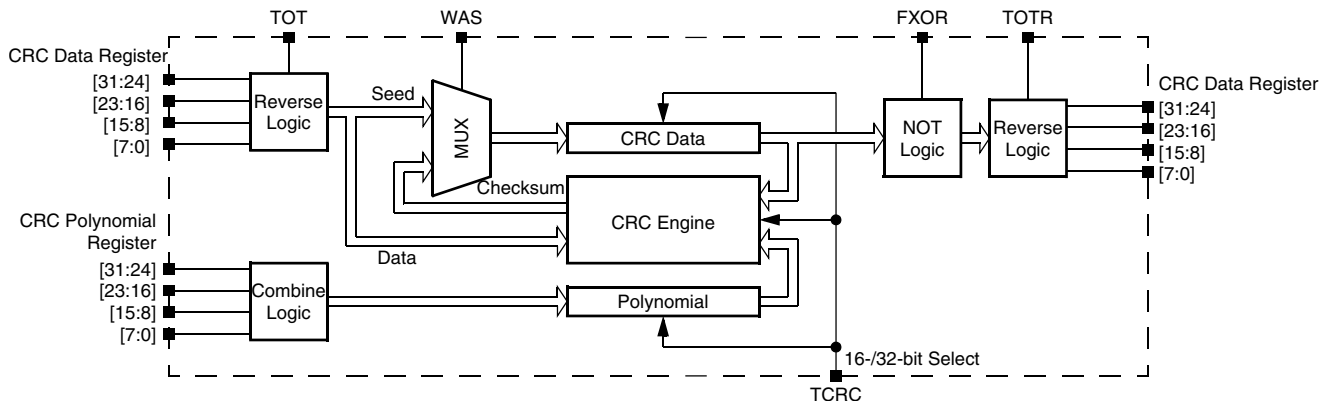 TOT
WAS
FXOR
TOTR
CRC Data Register
[31:24]
[23:16]
[15:8]
[7:0]
Reverse
Logic
Seed
MUX
CRC Data
NOT
Logic
Reverse
Logic
CRC Data Register
[31:24]
[23:16]
[15:8]
[7:0]
Checksum
CRC Engine
Data
CRC Polynomial
Register
[31:24]
[23:16]
[15:8]
[7:0]
Combine
Logic
Polynomial
16-/32-bit Select
TCRC